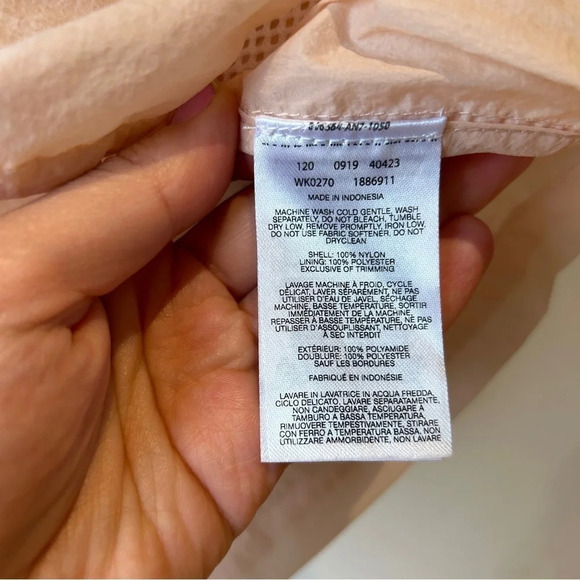 120 0919 40423
WK0270 1886911
MADE IN INDONESIA
MACHINE WASH COLD GENTLE, WASH
SEPARATELY, DO NOT BLEACH, TUMBLE
DRY LOW, REMOVE PROMPTLY, IRON LOW,
DO NOT USE FABRIC SOFTENER, DO NOT
DRYCLEAN
SHELL: 100% NYLON
LINING: 100% POLYESTER
EXCLUSIVE OF TRIMMING
LAVAGE MACHINE À FROID, CYCLE
DÉLICAT, LAVER SÉPARÉMENT, NE PAS
UTILISER D'EAU DE JAVEL, SÉCHAGE
MACHINE, BASSE TEMPÉRATURE, SORTIR
IMMÉDIATEMENT DE LA MACHINE,
REPASSER À BASSE TEMPÉRATURE, NE PAS
UTILISER D'ASSOUPLISSANT, NETTOYAGE
À SEC INTERDIT
EXTÉRIEUR: 100% POLYAMIDE
DOUBLURE: 100% POLYESTER
SAUF LES BORDURES
FABRIQUÉ EN INDONÉSIE
LAVARE IN LAVATRICE IN ACQUA FREDDA,
CICLO DELICATO, LAVARE SEPARATAMENTE,
NON CANDEGGIARE, ASCIUGARE A
TAMBURO A BASSA TEMPERATURA,
RIMUOVERE TEMPESTIVAMENTE, STIRARE
CON FERRO A TEMPERATURA BASSA, NON
UTILIZZARE AMMORBIDENTE, NON LAVARE